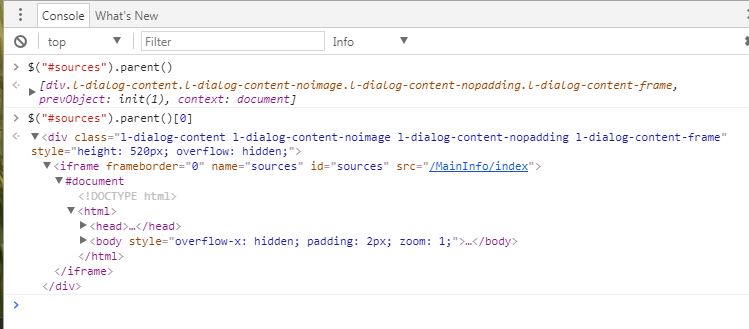 Console What's New
top Filter Info
$("#sources").parent()
[div.l-dialog-content.l-dialog-content-noimage.l-dialog-content-nopadding.l-dialog-content-frame,
prevObject: init(1), context: document]
$("#sources").parent()[0]
<div class="l-dialog-content l-dialog-content-noimage l-dialog-content-nopadding l-dialog-content-frame"
style="height: 520px; overflow: hidden;">
<iframe frameborder="0" name="sources" id="sources" src="/MainInfo/index">
#document
<!DOCTYPE html>
<html>
<head>…</head>
<body style="overflow-x: hidden; padding: 2px; zoom: 1;">…</body>
</html>
</iframe>
</div>